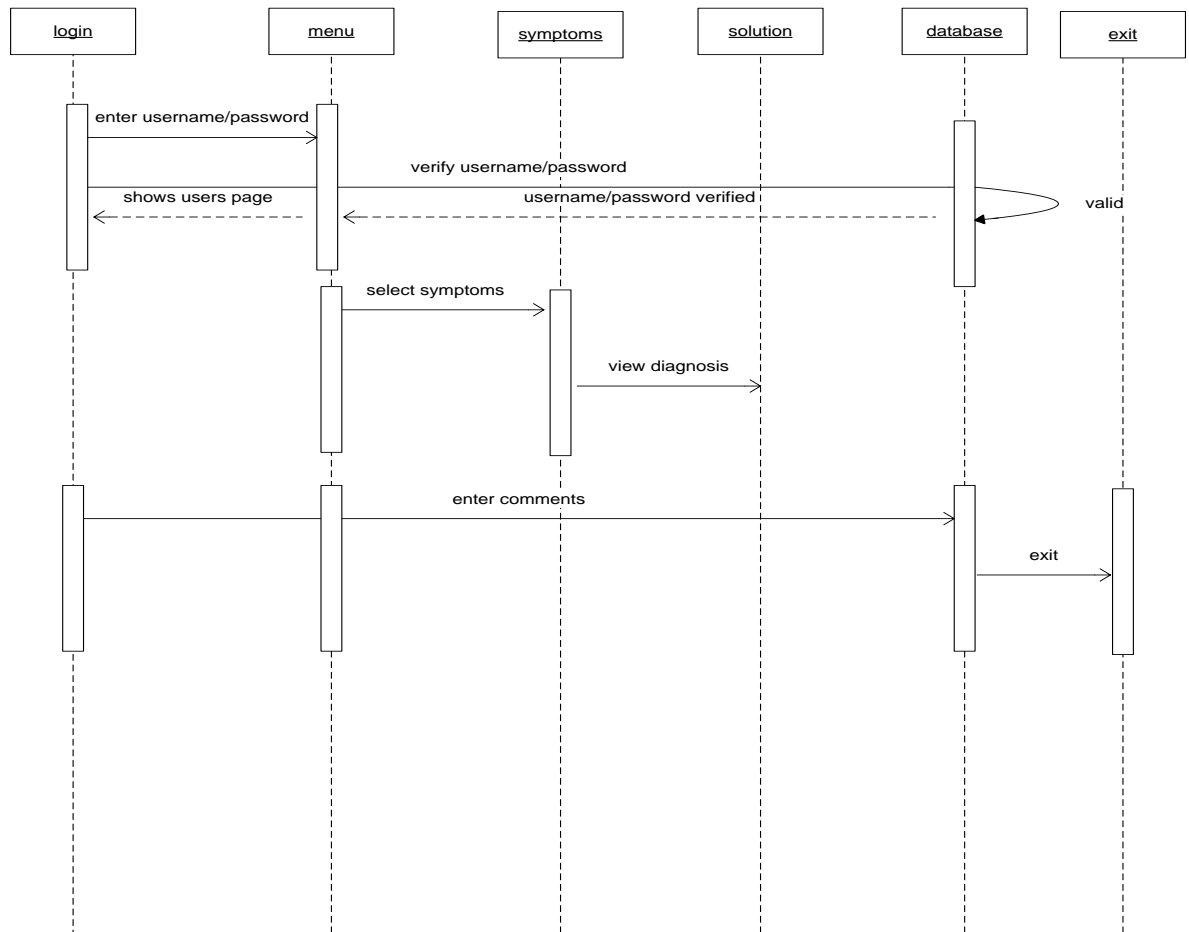 login
menu
symptoms
solution
database
exit
enter username/password
verify username/password
shows users page
username/password verified
valid
select symptoms
view diagnosis
enter comments
exit